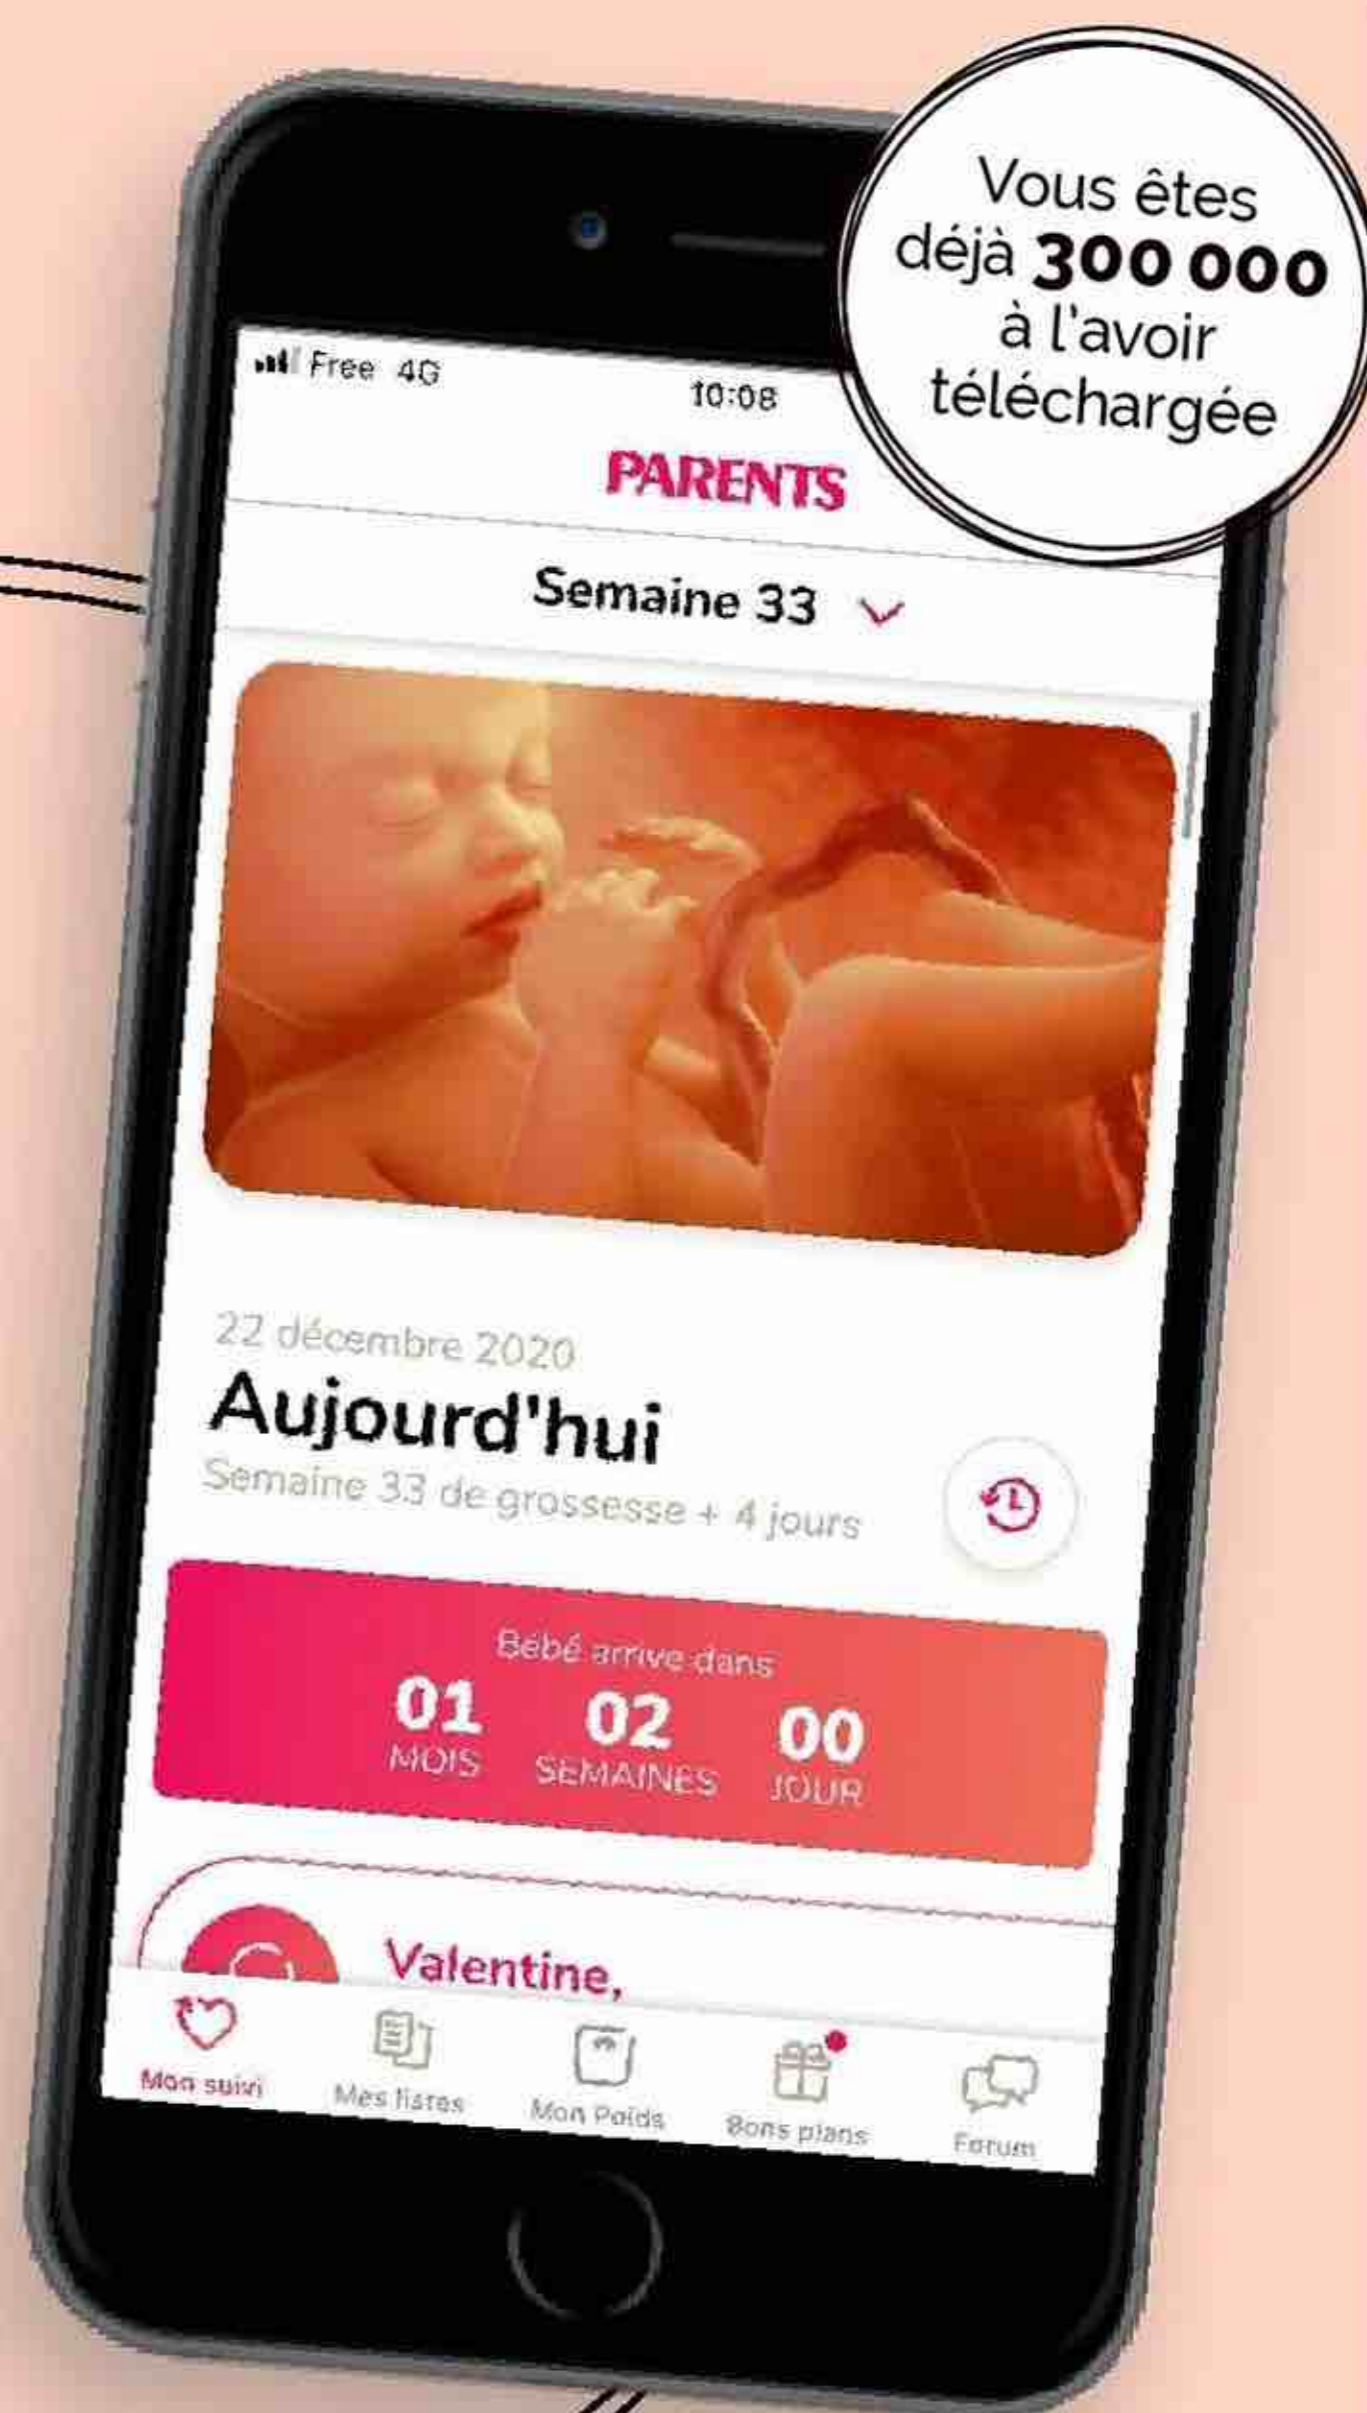 Vous êtes
déjà 300 000
à l'avoir
téléchargée
Free 4G
10:08
PARENTS
Semaine 33
22 décembre 2020
Aujourd'hui
Semaine 33 de grossesse + 4 jours
Bébé arrive dans
01 02 00
MOIS SEMAINES JOUR
Valentine,
Mon suivi Mes listes Mon Poids Bons plans Forum